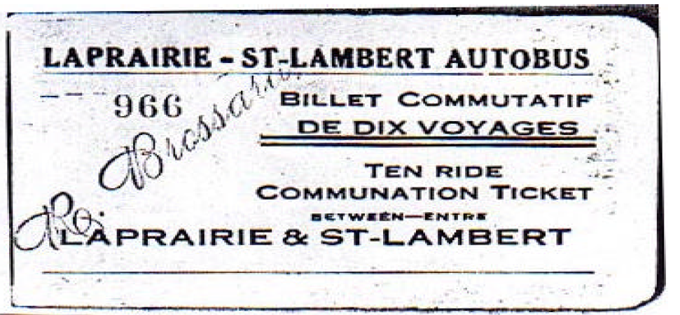 LAPRAIRIE - ST-LAMBERT AUTOBUS
966
BILLET COMMUTATIF
DE DIX VOYAGES
Brossard
TEN RIDE
COMMUNATION TICKET
BETWEEN—ENTRE
LAPRAIRIE & ST-LAMBERT